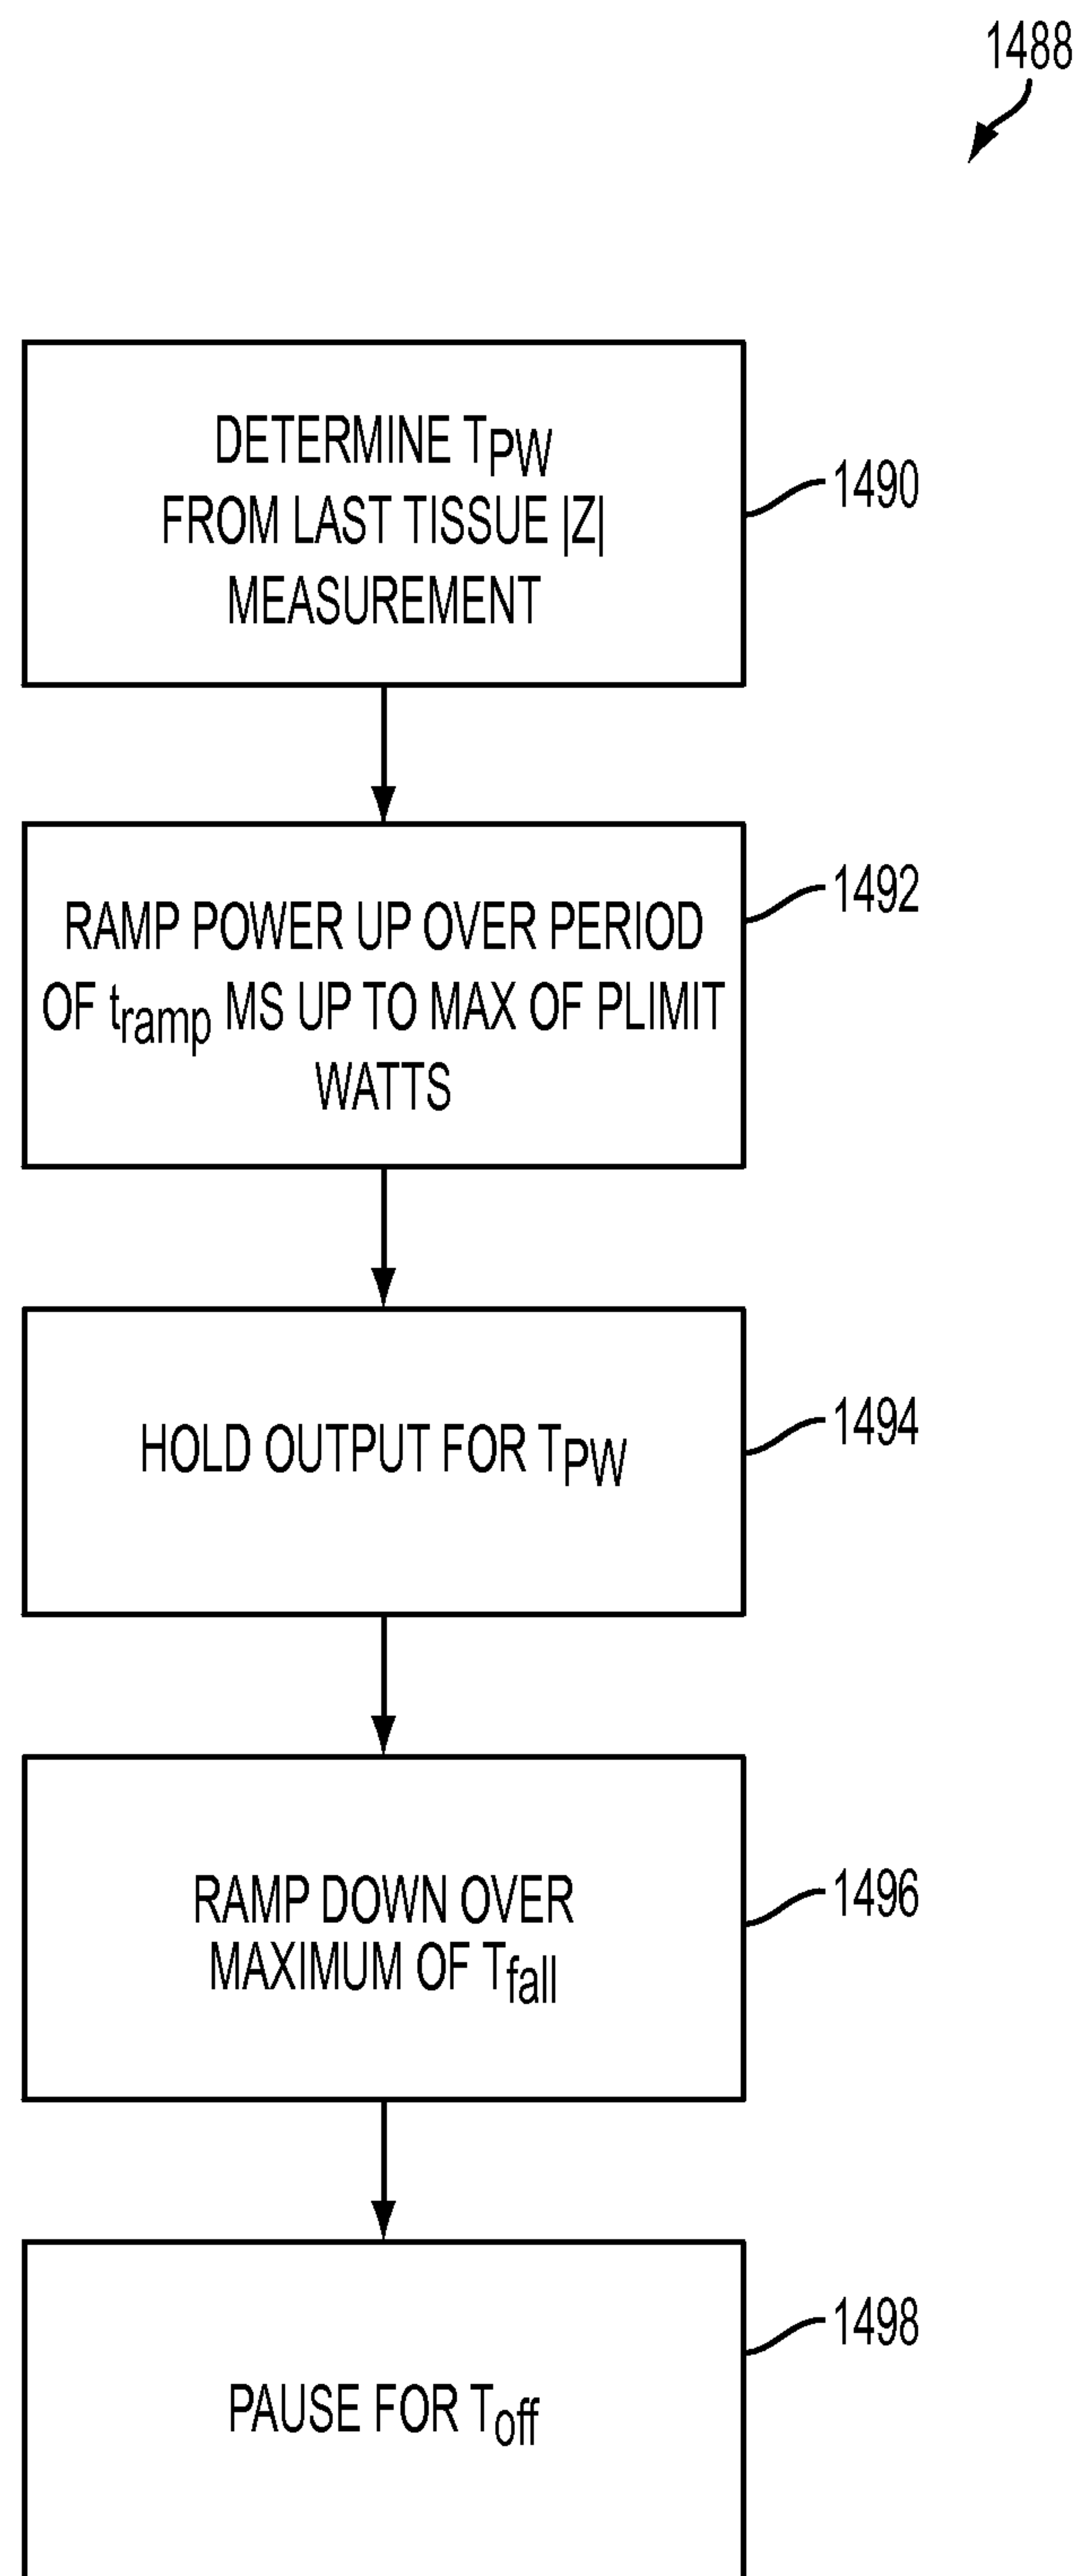 1488
DETERMINE TPW
FROM LAST TISSUE |Z|
MEASUREMENT
1490
RAMP POWER UP OVER PERIOD
OF tramp MS UP TO MAX OF PLIMIT
WATTS
1492
HOLD OUTPUT FOR TPW
1494
RAMP DOWN OVER
MAXIMUM OF Tfall
1496
PAUSE FOR Toff
1498